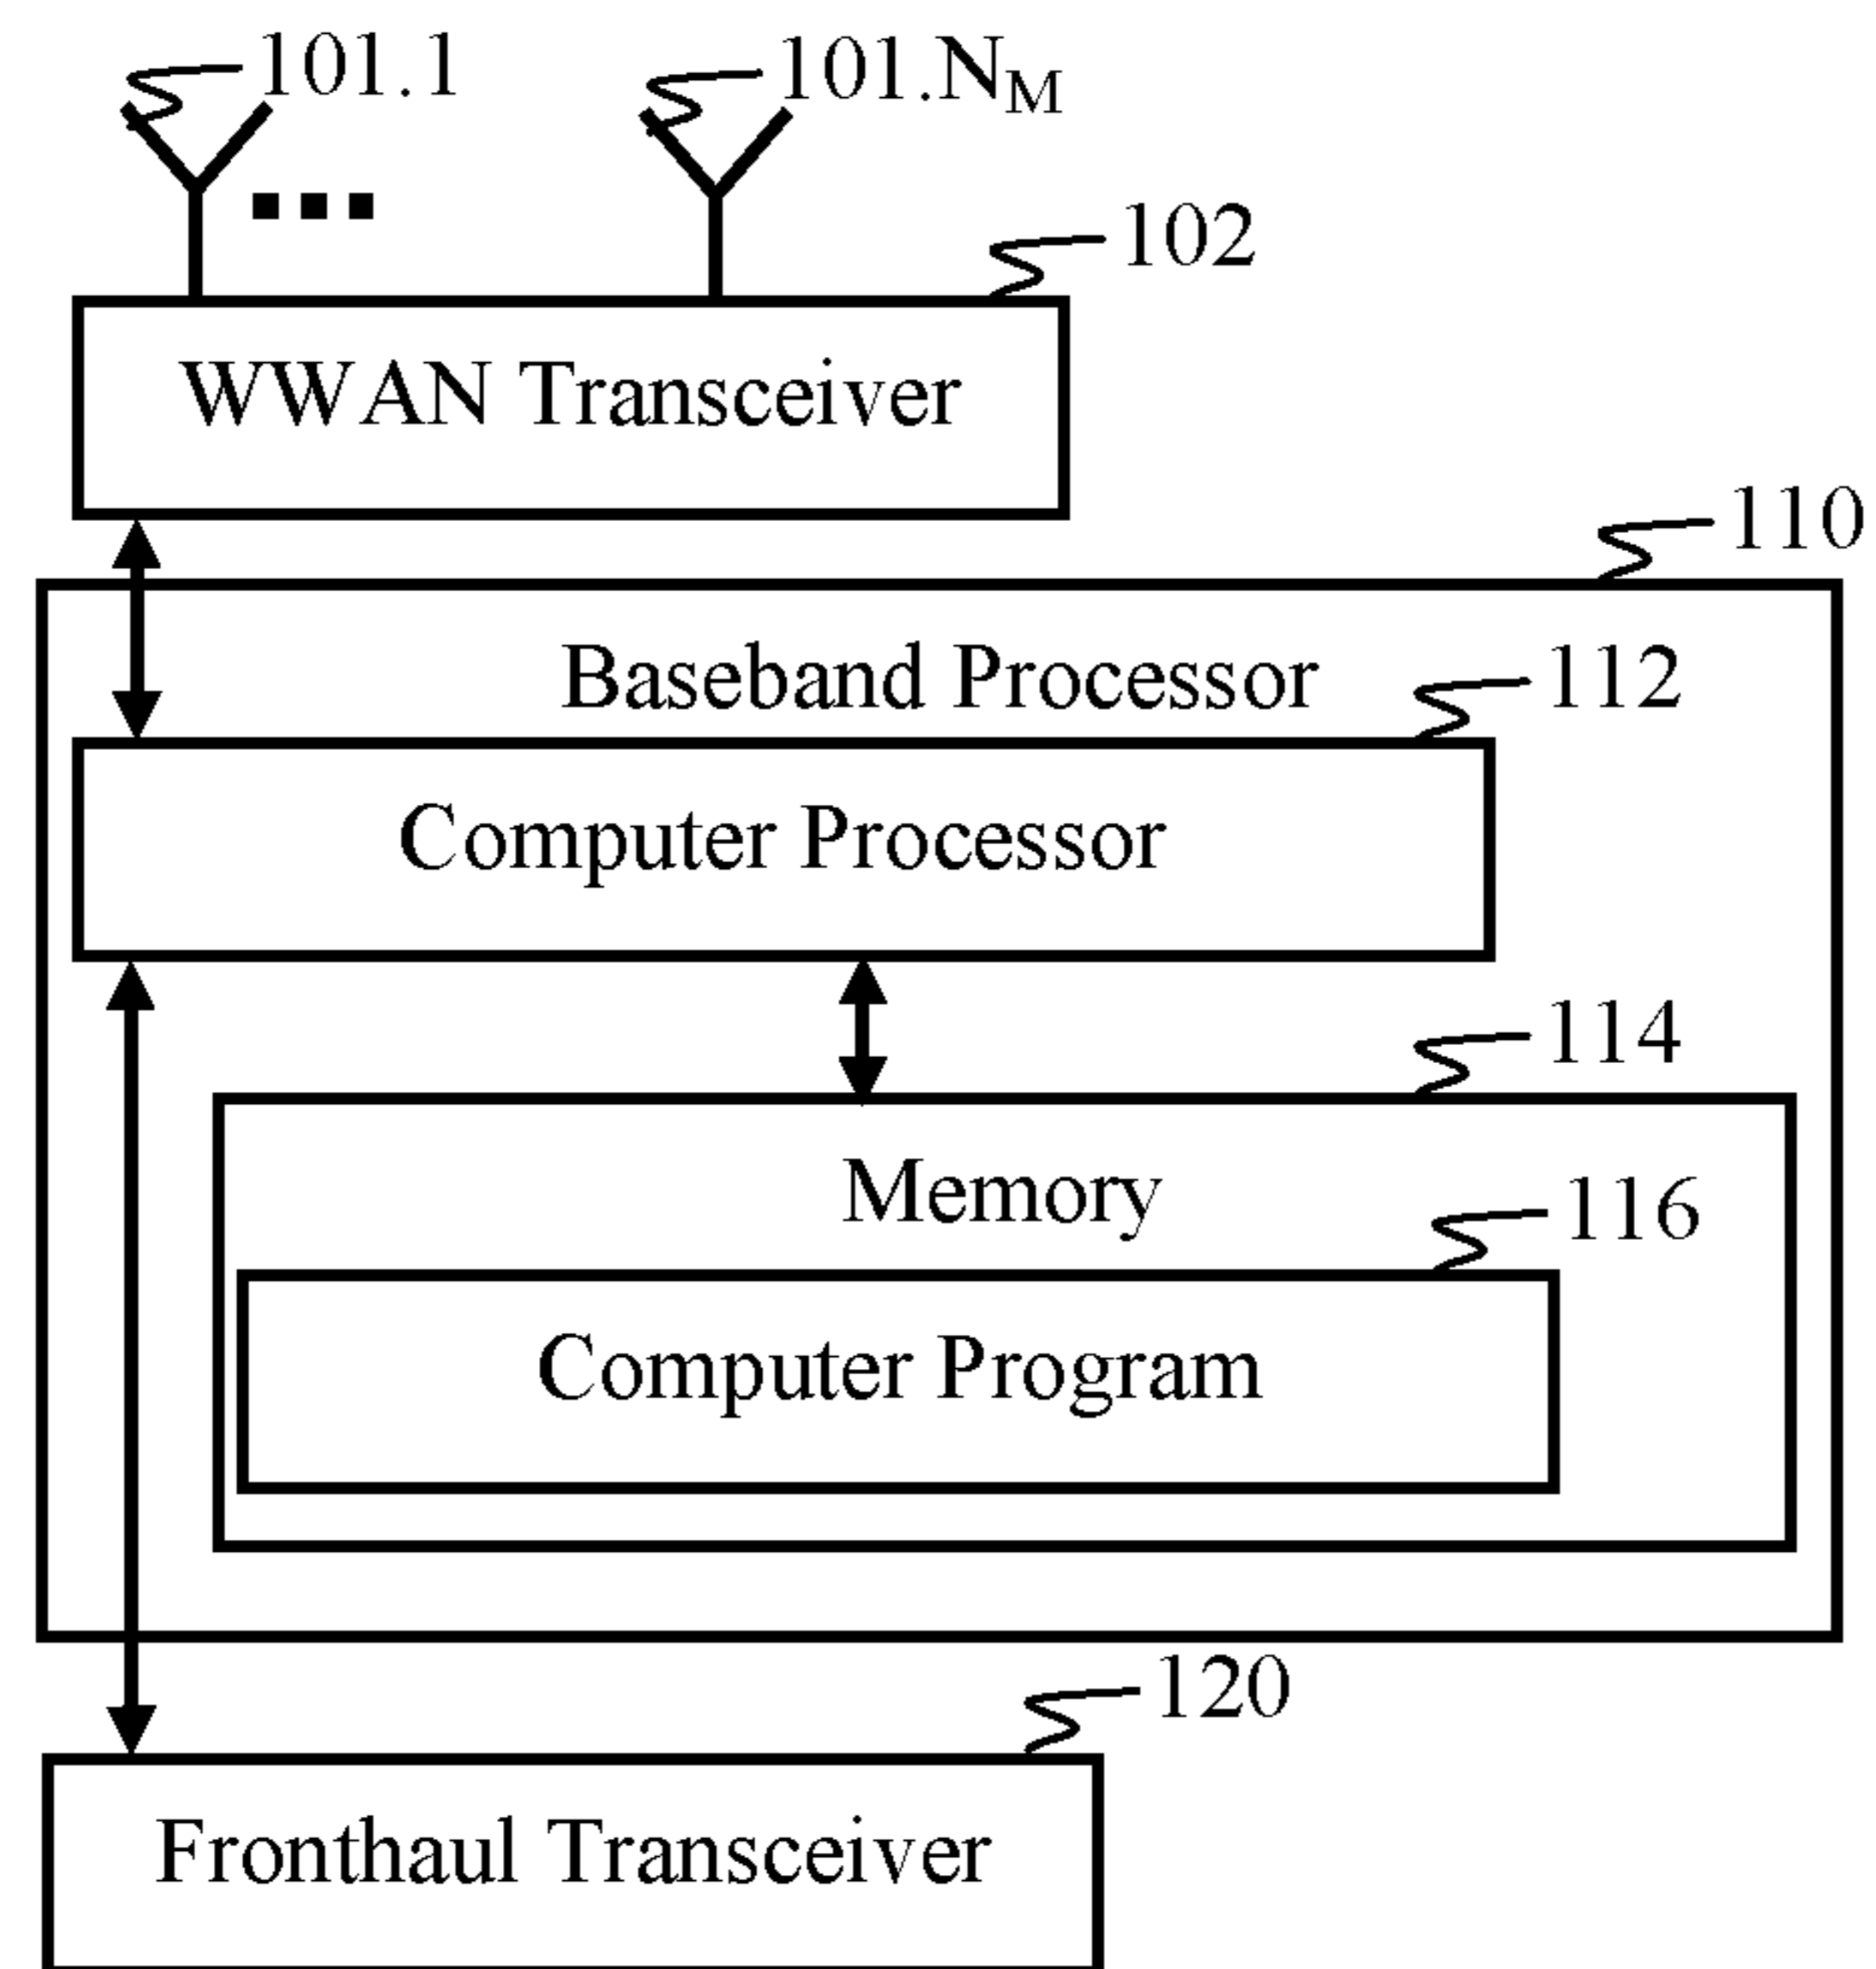 101.1
101.NM
102
WWAN Transceiver
110
Baseband Processor
112
Computer Processor
114
Memory
116
Computer Program
120
Fronthaul Transceiver